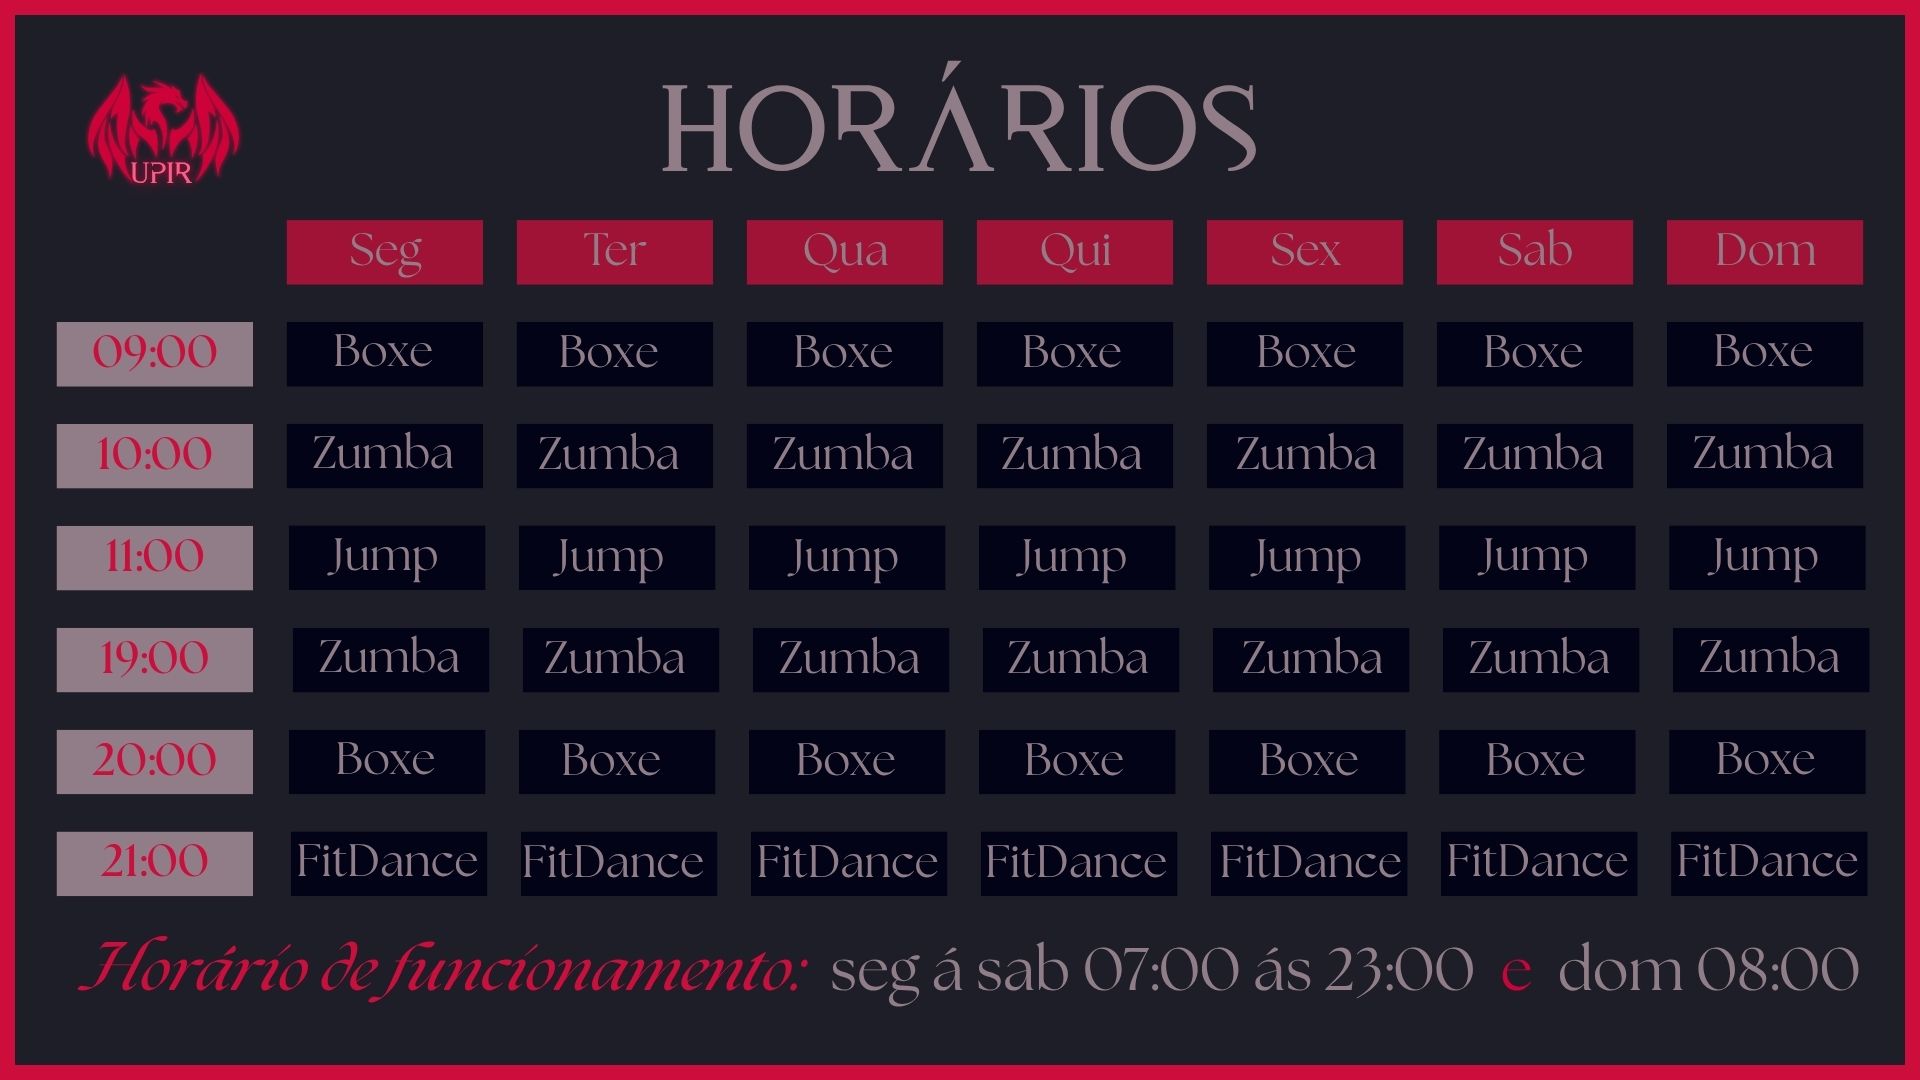 UPIR
HORÁRIOS
Seg Ter Qua Qui Sex Sab Dom
09:00 Boxe Boxe Boxe Boxe Boxe Boxe Boxe
10:00 Zumba Zumba Zumba Zumba Zumba Zumba Zumba
11:00 Jump Jump Jump Jump Jump Jump Jump
19:00 Zumba Zumba Zumba Zumba Zumba Zumba Zumba
20:00 Boxe Boxe Boxe Boxe Boxe Boxe Boxe
21:00 FitDance FitDance FitDance FitDance FitDance FitDance FitDance
Horário de funcionamento: seg á sab 07:00 ás 23:00 e dom 08:00